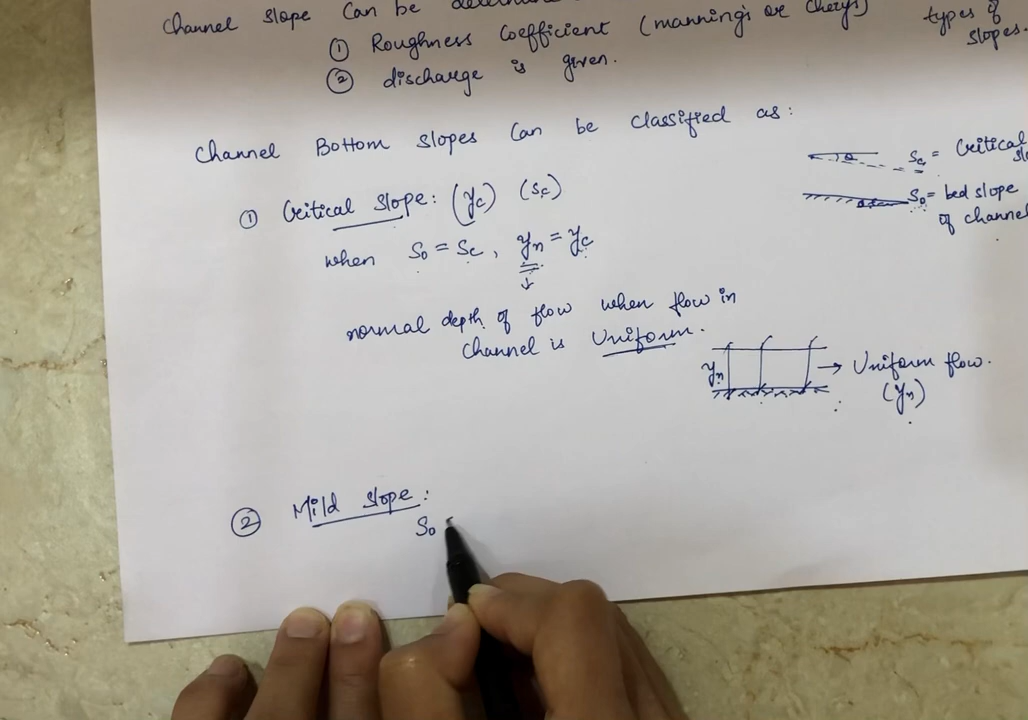 Channel slope can be
① Roughness coefficient (manning's or Chezy's)
② discharge is given.
types of
slopes.
Channel Bottom slopes can be classified as:
① Critical slope: (yc) (Sc)
when So = Sc, yn = yc
↓
normal depth of flow when flow in
channel is Uniform.
Sc = Critical
So = bed slope
of channel
yn → Uniform flow.
(yn)
② Mild slope:
So